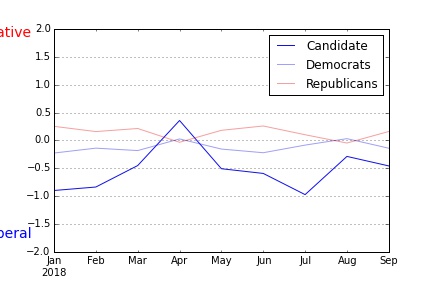 ative
2.0
1.5
1.0
0.5
0.0
−0.5
−1.0
−1.5
−2.0
beral
Candidate
Democrats
Republicans
Jan Feb Mar Apr May Jun Jul Aug Sep
2018